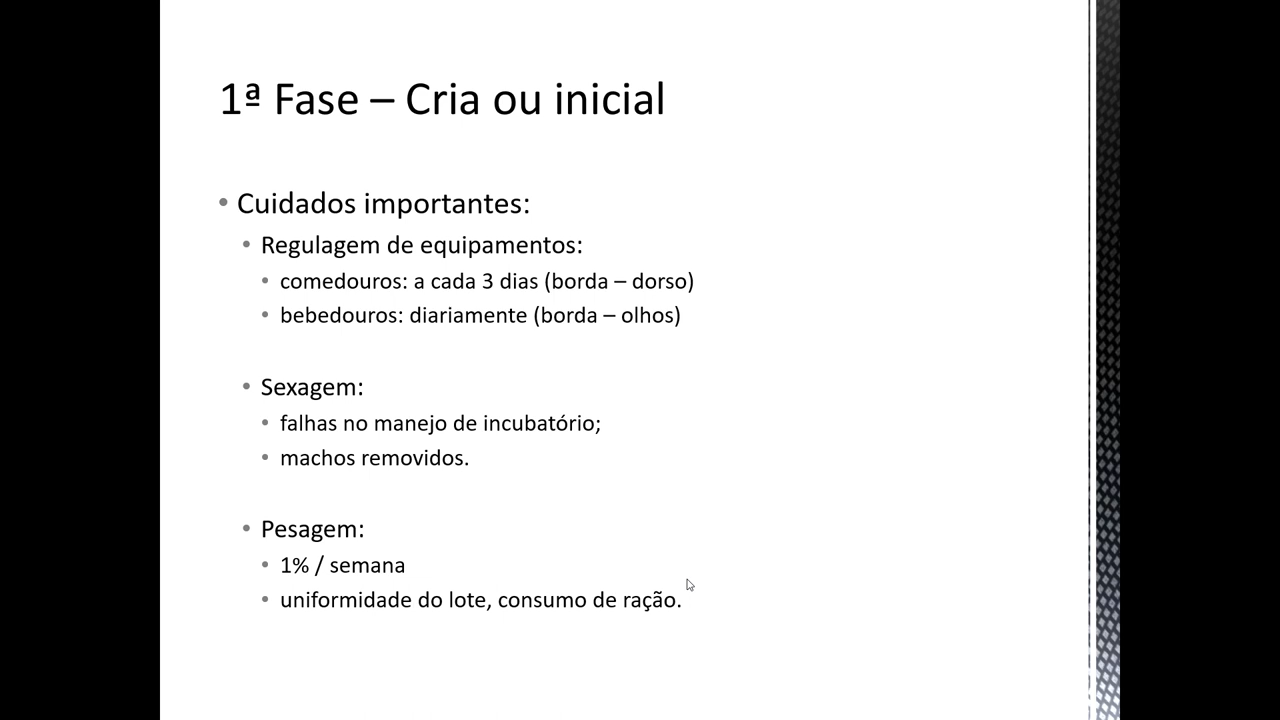 1ª Fase – Cria ou inicial
• Cuidados importantes:
• Regulagem de equipamentos:
• comedouros: a cada 3 dias (borda – dorso)
• bebedouros: diariamente (borda – olhos)
• Sexagem:
• falhas no manejo de incubatório;
• machos removidos.
• Pesagem:
• 1% / semana
• uniformidade do lote, consumo de ração.